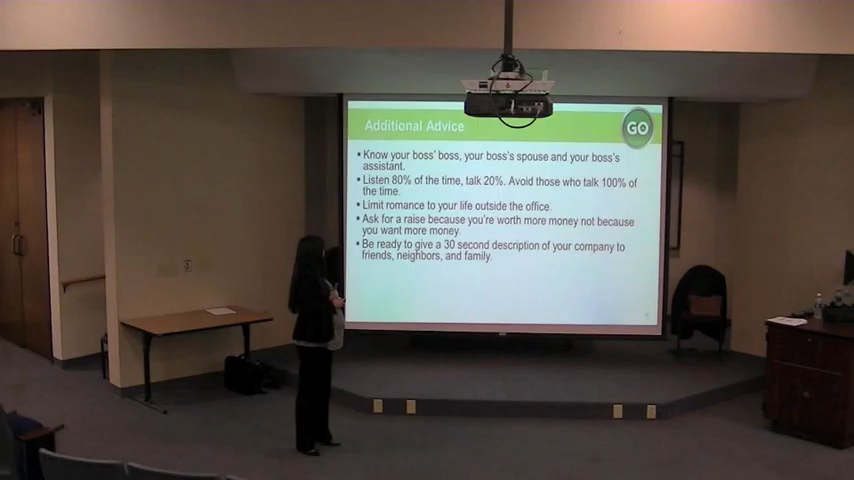 Additional Advice
GO
• Know your boss' boss, your boss's spouse and your boss's
assistant.
• Listen 80% of the time, talk 20%. Avoid those who talk 100% of
the time.
• Limit romance to your life outside the office.
• Ask for a raise because you're worth more money not because
you want more money.
• Be ready to give a 30 second description of your company to
friends, neighbors, and family.